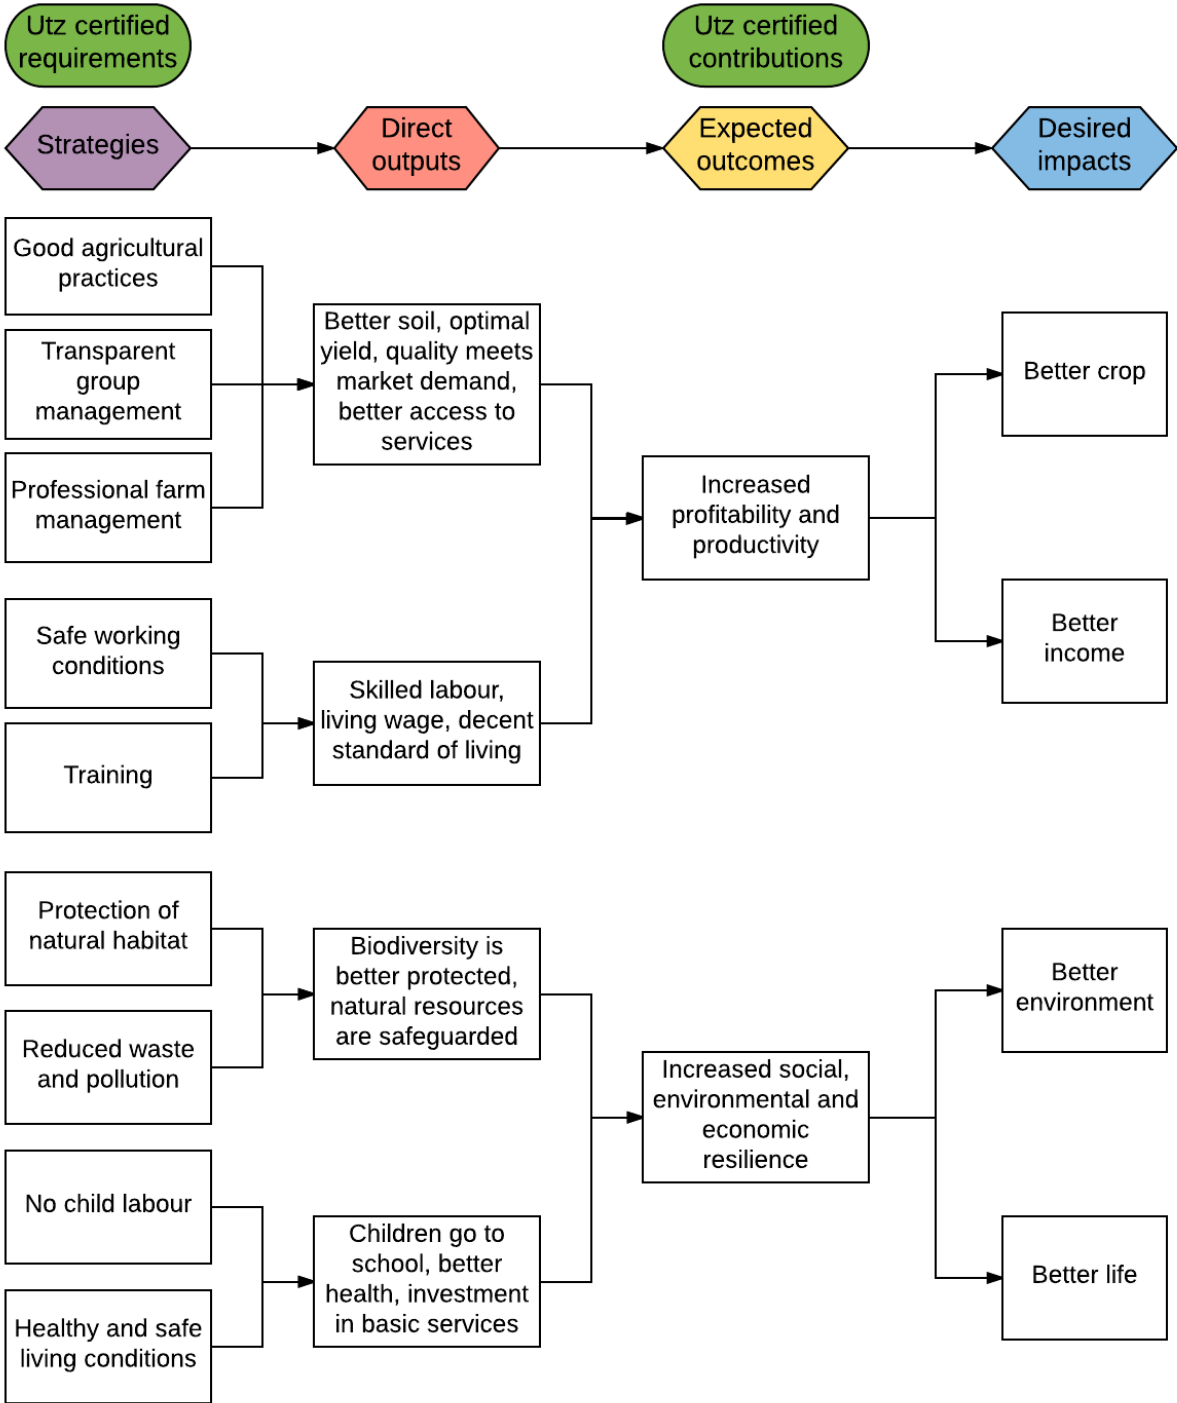 Utz certified
requirements
Utz certified
contributions
Strategies
Direct
outputs
Expected
outcomes
Desired
impacts
Good agricultural
practices
Transparent
group
management
Professional farm
management
Better soil, optimal
yield, quality meets
market demand,
better access to
services
Safe working
conditions
Training
Skilled labour,
living wage, decent
standard of living
Increased
profitability and
productivity
Better crop
Better
income
Protection of
natural habitat
Reduced waste
and pollution
Biodiversity is
better protected,
natural resources
are safeguarded
No child labour
Healthy and safe
living conditions
Children go to
school, better
health, investment
in basic services
Increased social,
environmental and
economic
resilience
Better
environment
Better life